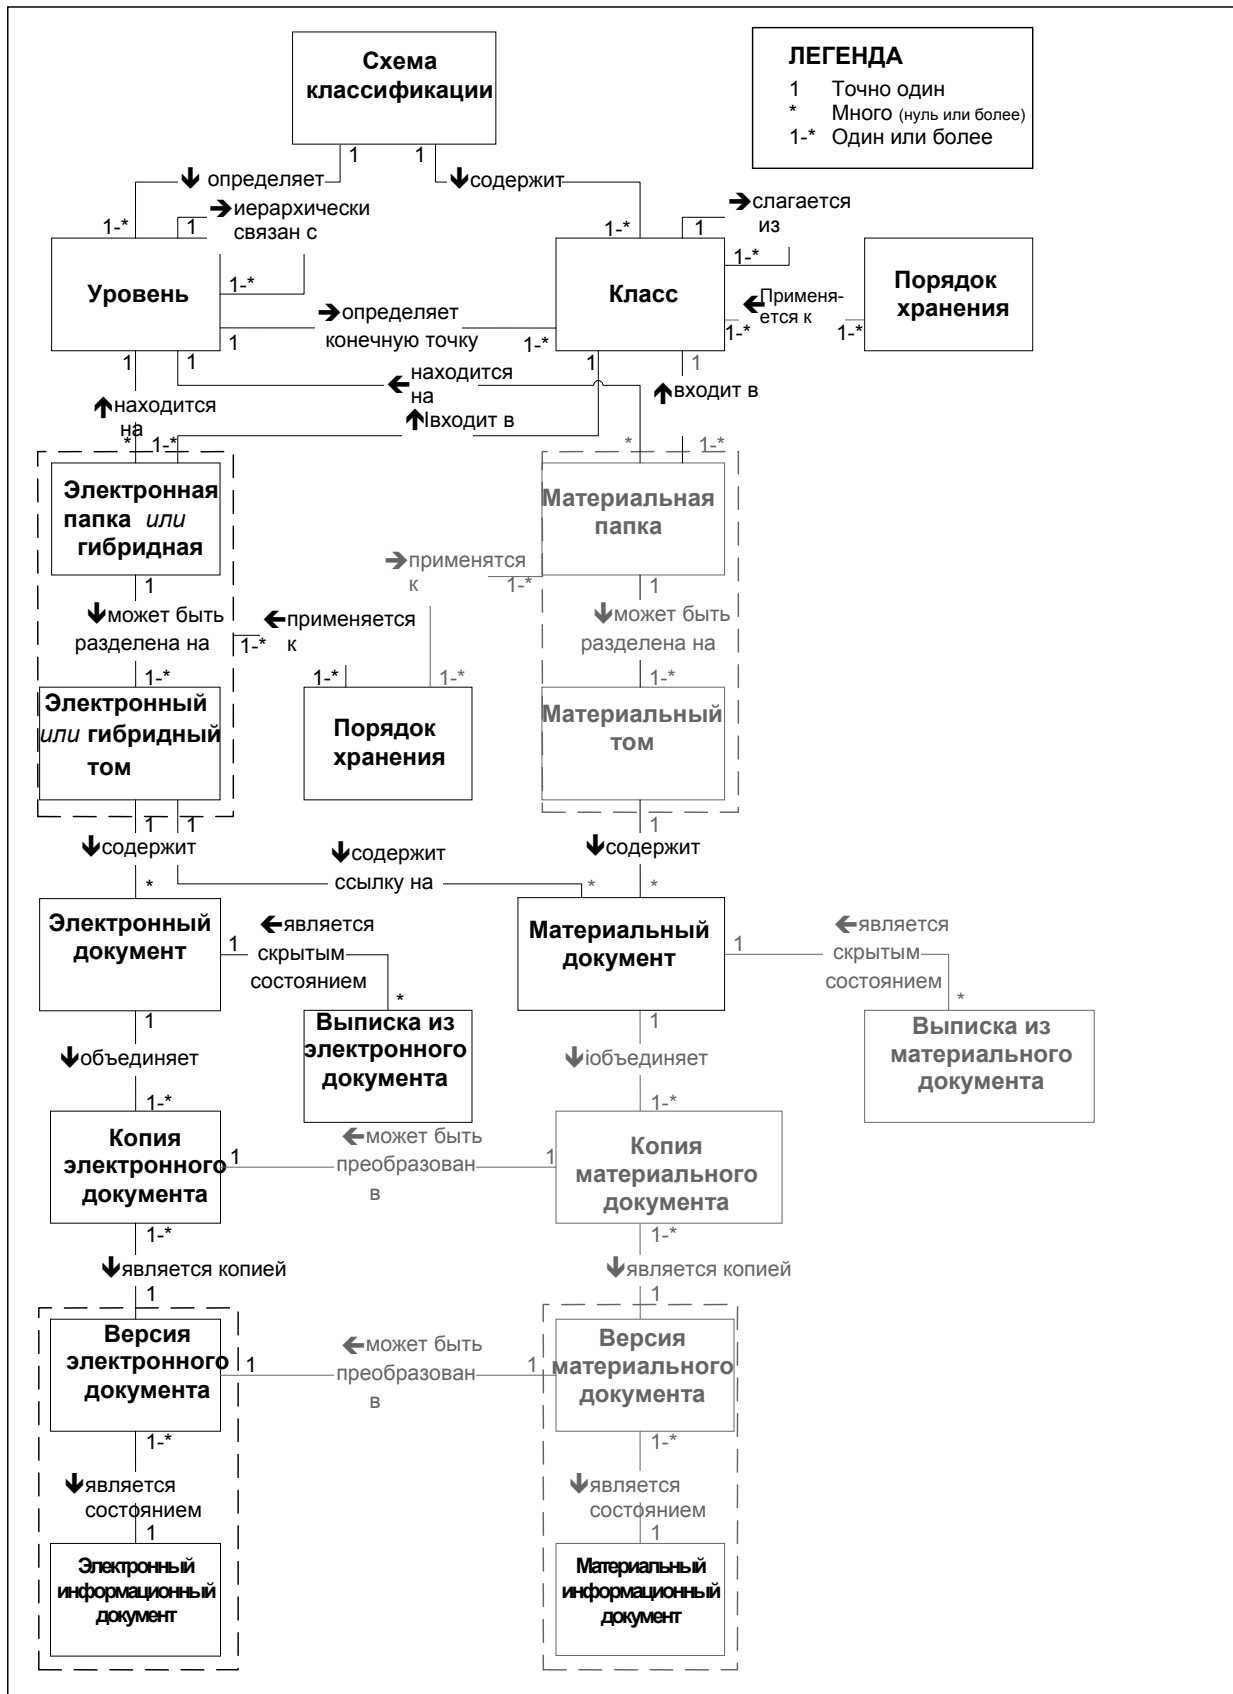 Схема
классификации
ЛЕГЕНДА
1 Точно один
* Много (нуль или более)
1-* Один или более
1
1
определяет
содержит
1-*
1
иерархически
связан с
1-*
1-*
1
слагается
из
1-*
Уровень
Класс
Порядок
хранения
Применя-
ется к
1-*
1-*
1
определяет
конечную точку
1-*
1
1
1
1
находится
на
входит в
находится
на
Iвходит в
*
1-*
*
1-*
Электронная
папка или
гибридная
Материальная
папка
применятся
к
1-*
1
1
может быть
разделена на
применяется
к
1-*
может быть
разделена на
1-*
1-*
1-*
1-*
Электронный
или гибридный
том
Порядок
хранения
Материальный
том
1
1
1
содержит
содержит
ссылку на
содержит
*
*
*
Электронный
документ
1
является
скрытым
состоянием
*
Материальный
документ
1
является
скрытым
состоянием
*
1
Выписка из
электронного
документа
1
Выписка из
материального
документа
объединяет
іобъединяет
1-*
1-*
Копия
электронного
документа
1
может быть
преобразован
в
1
Копия
материального
документа
1-*
1-*
является копией
является копией
1
1
Версия
электронного
документа
1
может быть
преобразован
в
1
Версия
материального
документа
1-*
1-*
является
состоянием
является
состоянием
1
1
Электронный
информационный
документ
Материальный
информационный
документ